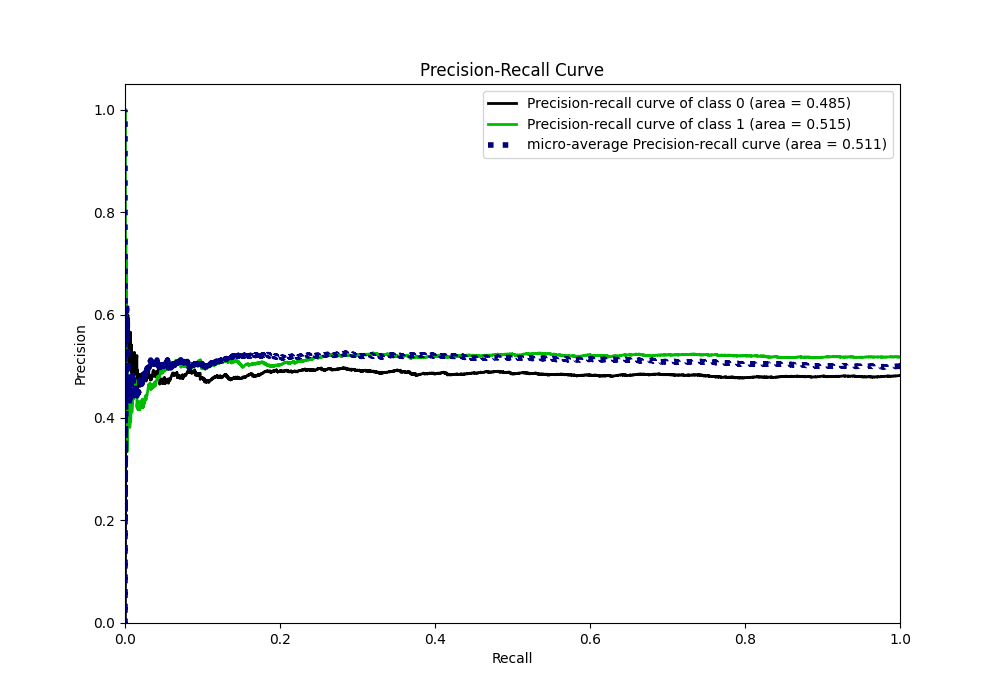 Precision-Recall Curve
Precision-recall curve of class 0 (area = 0.485)
Precision-recall curve of class 1 (area = 0.515)
micro-average Precision-recall curve (area = 0.511)
Precision
1.0
0.8
0.6
0.4
0.2
0.0
0.0 0.2 0.4 0.6 0.8 1.0
Recall